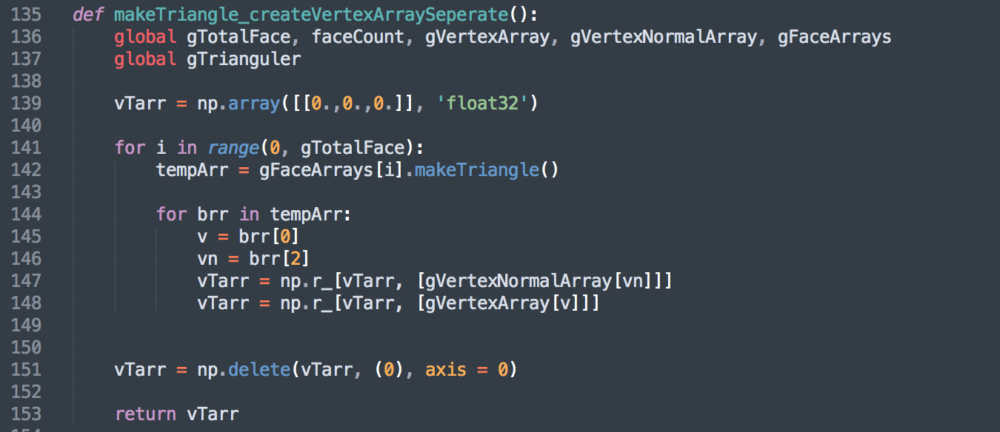 135 def makeTriangle_createVertexArraySeperate():
136 global gTotalFace, faceCount, gVertexArray, gVertexNormalArray, gFaceArrays
137 global gTrianguler
138
139 vTarr = np.array([[0.,0.,0.]], 'float32')
140
141 for i in range(0, gTotalFace):
142 tempArr = gFaceArrays[i].makeTriangle()
143
144 for brr in tempArr:
145 v = brr[0]
146 vn = brr[2]
147 vTarr = np.r_[vTarr, [gVertexNormalArray[vn]]]
148 vTarr = np.r_[vTarr, [gVertexArray[v]]]
149
150
151 vTarr = np.delete(vTarr, (0), axis = 0)
152
153 return vTarr